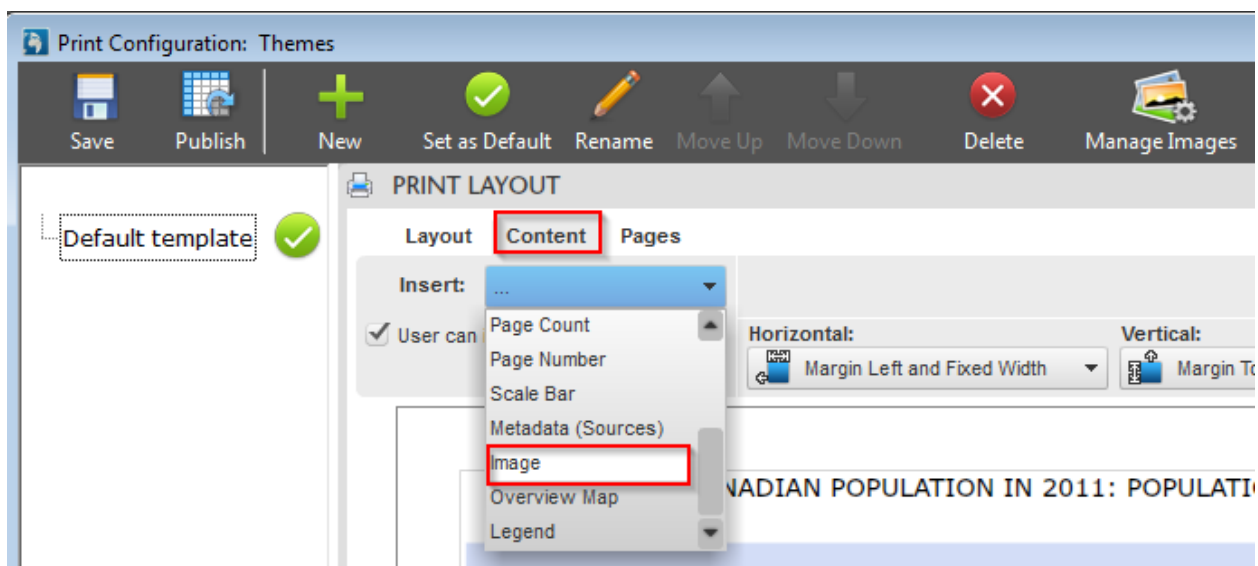 Print Configuration: Themes
Save Publish New Set as Default Rename Move Up Move Down Delete Manage Images
PRINT LAYOUT
Default template
Layout Content Pages
Insert: ...
User can
Page Count
Page Number
Scale Bar
Metadata (Sources)
Image
Overview Map
Legend
Horizontal: Vertical:
Margin Left and Fixed Width Margin To
NADIAN POPULATION IN 2011: POPULATI